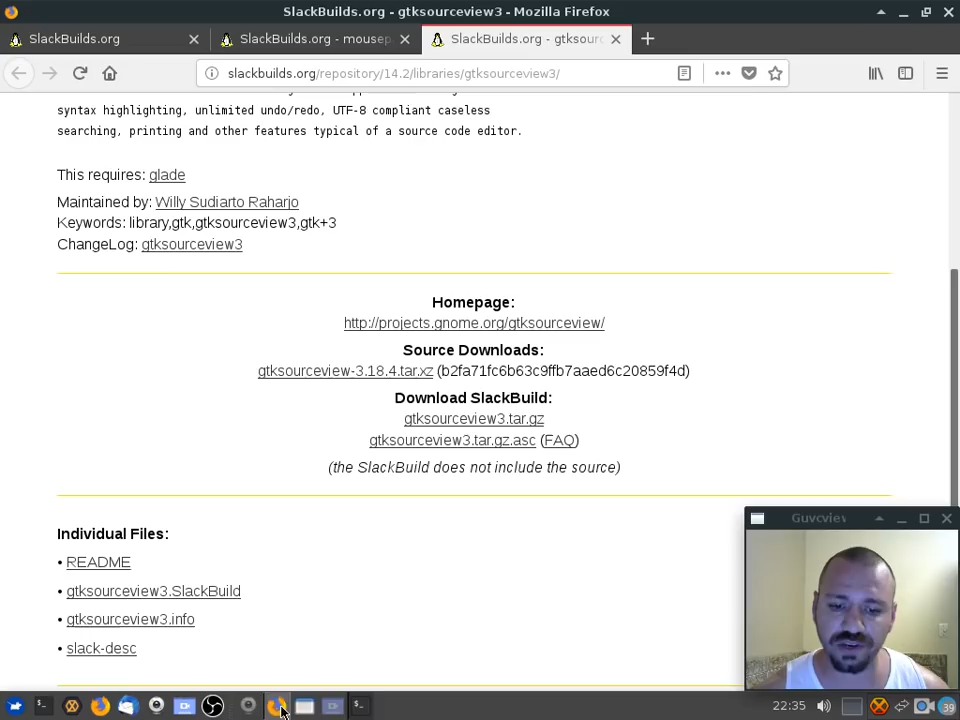 SlackBuilds.org - gtksourceview3 - Mozilla Firefox
SlackBuilds.org
SlackBuilds.org - mousep
SlackBuilds.org - gtksourc
slackbuilds.org/repository/14.2/libraries/gtksourceview3/
syntax highlighting, unlimited undo/redo, UTF-8 compliant caseless
searching, printing and other features typical of a source code editor.
This requires: glade
Maintained by: Willy Sudiarto Raharjo
Keywords: library,gtk,gtksourceview3,gtk+3
ChangeLog: gtksourceview3
Homepage:
http://projects.gnome.org/gtksourceview/
Source Downloads:
gtksourceview-3.18.4.tar.xz (b2fa71fc6b63c9ffb7aaed6c20859f4d)
Download SlackBuild:
gtksourceview3.tar.gz
gtksourceview3.tar.gz.asc (FAQ)
(the SlackBuild does not include the source)
Individual Files:
• README
• gtksourceview3.SlackBuild
• gtksourceview3.info
• slack-desc
Guvcview
22:35
39